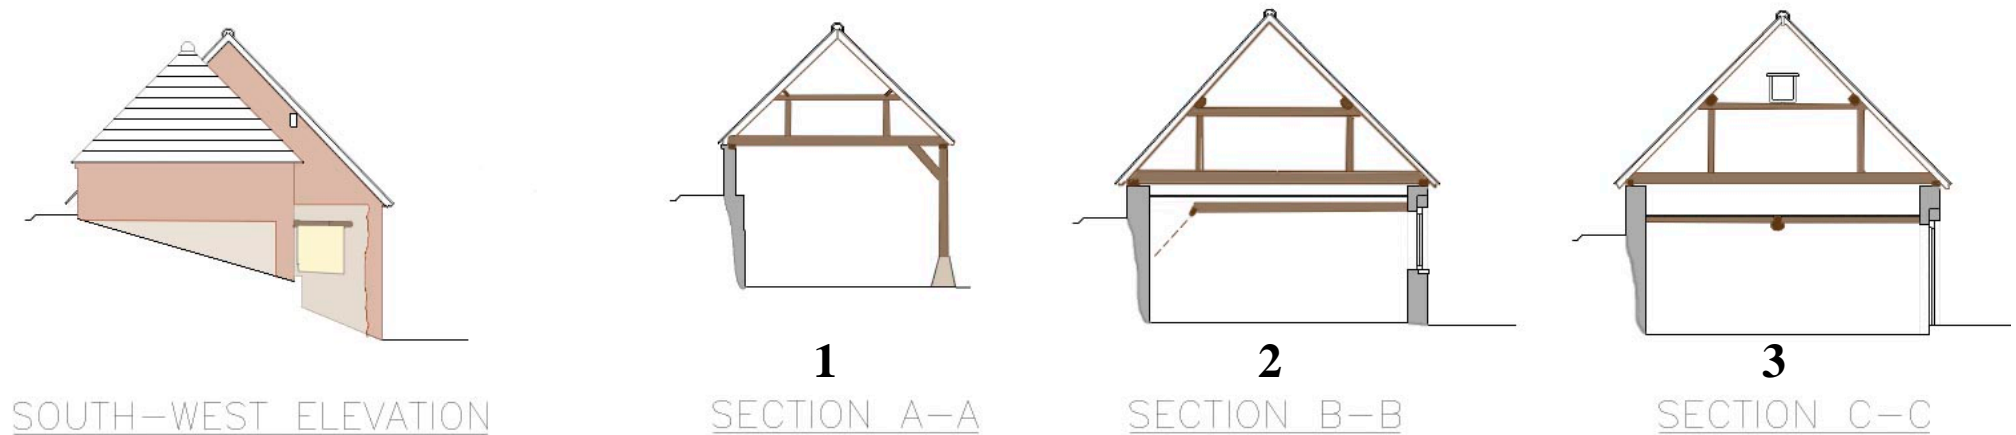 1 2 3
SOUTH-WEST ELEVATION SECTION A-A SECTION B-B SECTION C-C